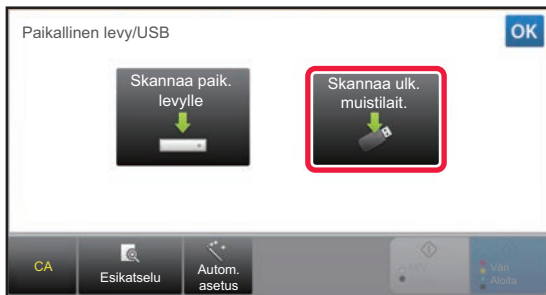 Paikallinen levy/USB
OK
Skannaa paik.
levylle
Skannaa ulk.
muistilait.
CA
Esikatselu
Autom.
asetus
Väri
Aloita